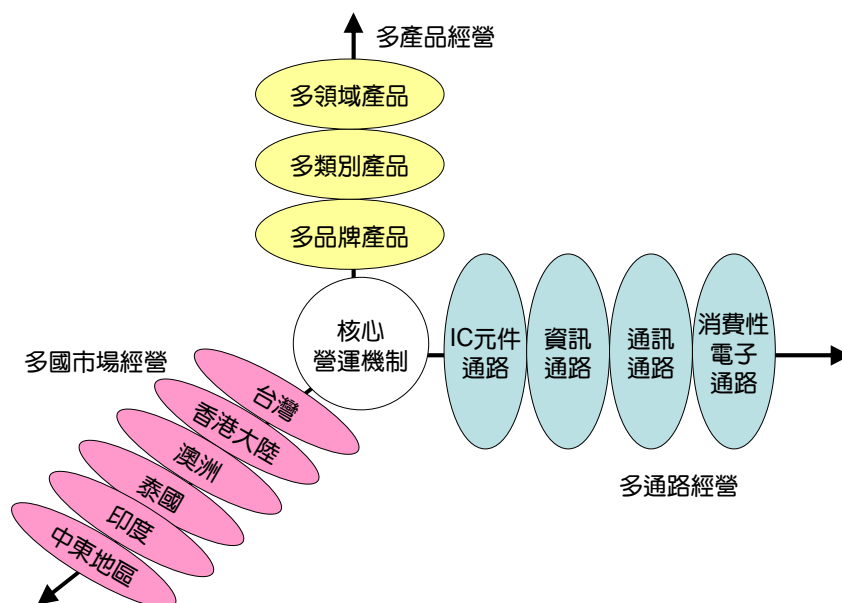 多產品經營
多領域產品
多類別產品
多品牌產品
核心
營運機制
IC元件
通路
資訊
通路
通訊
通路
消費性
電子
通路
多通路經營
多國市場經營
台灣
香港大陸
澳洲
泰國
印度
中東地區